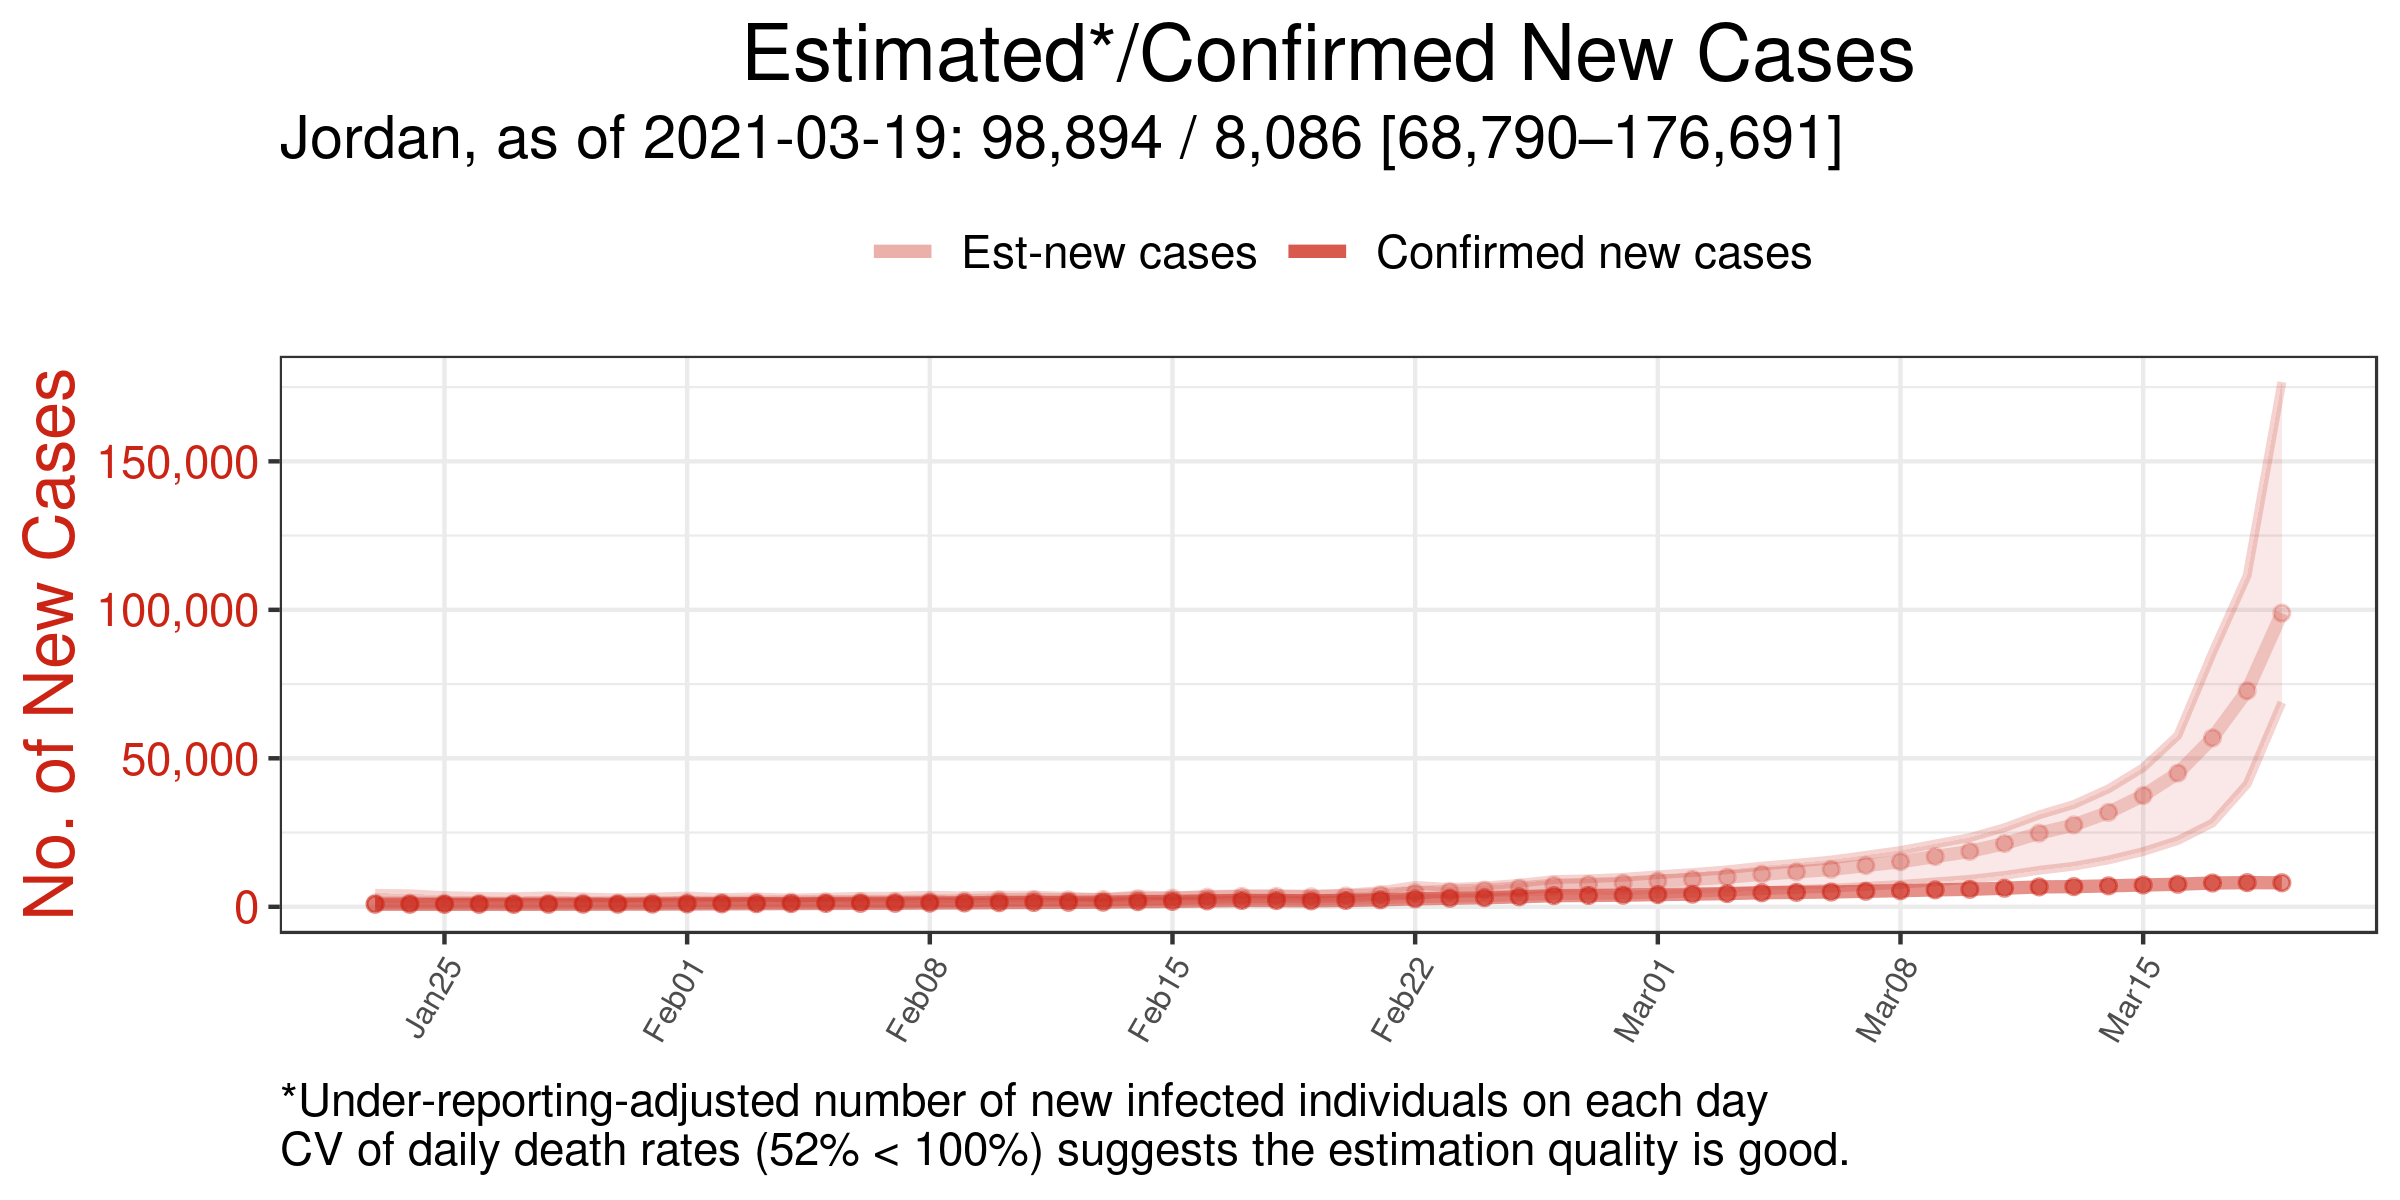 Estimated*/Confirmed New Cases
Jordan, as of 2021-03-19: 98,894 / 8,086 [68,790–176,691]
Est-new cases
Confirmed new cases
No. of New Cases
150,000
100,000
50,000
0
Jan25
Feb01
Feb08
Feb15
Feb22
Mar01
Mar08
Mar15
*Under-reporting-adjusted number of new infected individuals on each day
CV of daily death rates (52% < 100%) suggests the estimation quality is good.